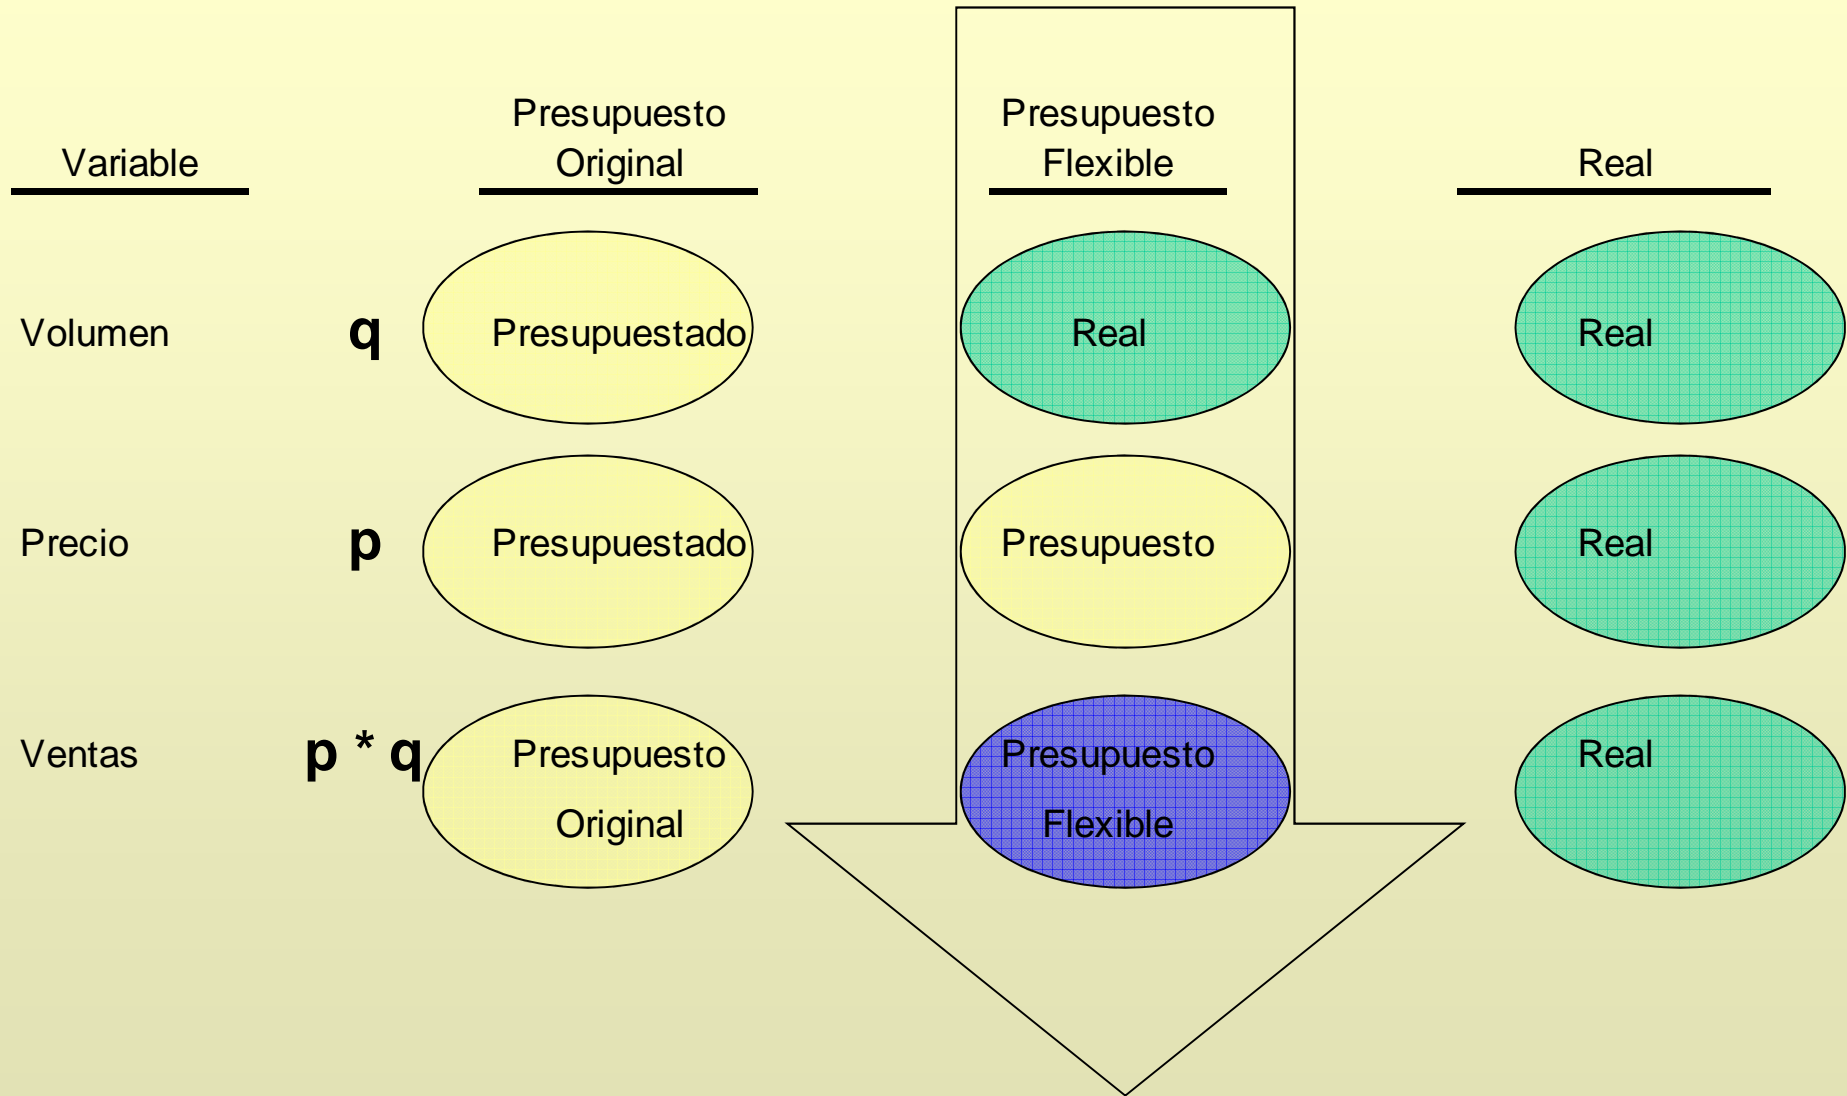 Presupuesto Presupuesto
Variable Original Flexible Real
Volumen q Presupuestado Real Real
Precio p Presupuestado Presupuesto Real
Ventas p * q Presupuesto Presupuesto Real
Original Flexible